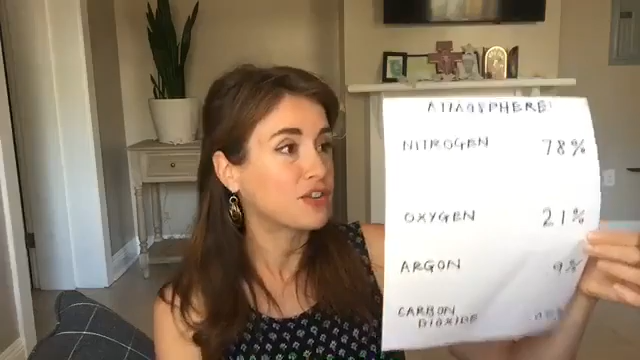 ATMOSPHERE:
NITROGEN 78%
OXYGEN 21%
ARGON 9%
CARBON
DIOXIDE